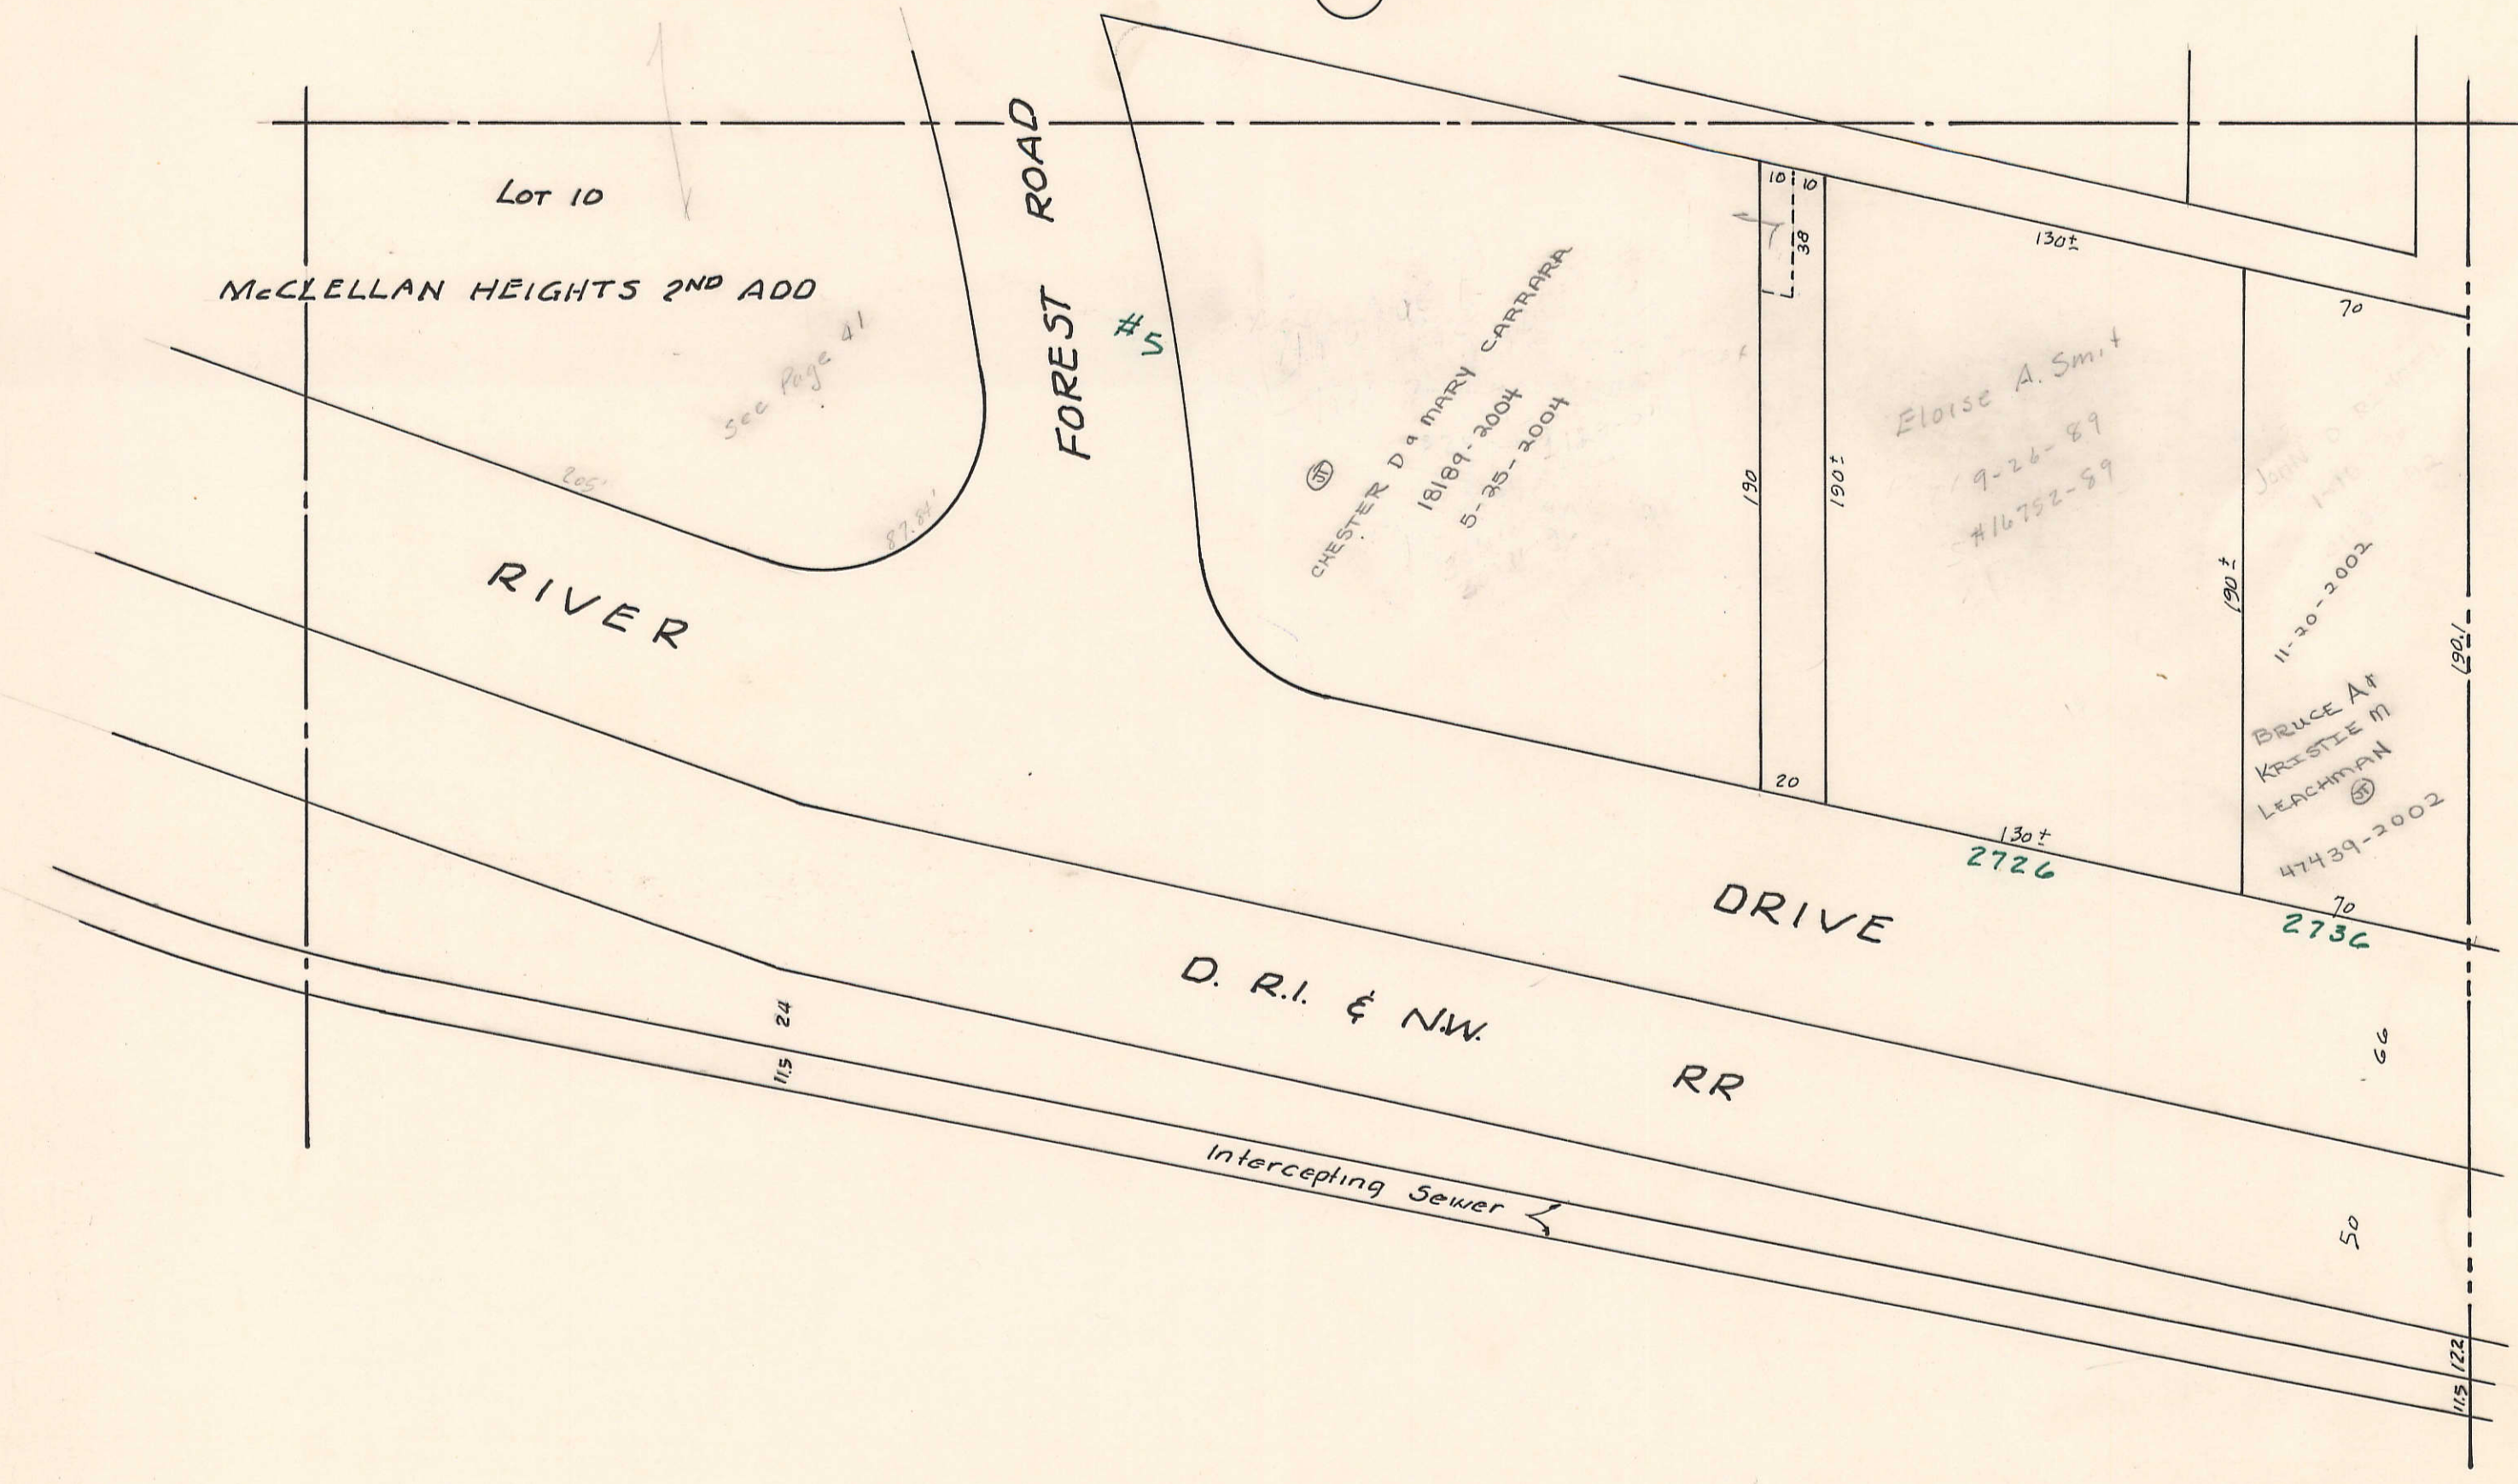 LOT 10
McCLELLAN HEIGHTS 2ND ADD
see Page 41
205'
87.84'
FOREST ROAD
#5
JT
CHESTER D & MARY CARRARA
18189-2004
5-25-2004
10 10
38
190
20
190±
130±
Eloise A. Smit
9-26-89
#16752-89
130±
2726
190±
70
11-20-2002
BRUCE A &
KRISTIE M
LEACHMAN
JT
47439-2002
70
2736
190.1
RIVER DRIVE
66
D. R.I. & N.W. RR
50
24
11.5
Intercepting Sewer
12.2
11.5